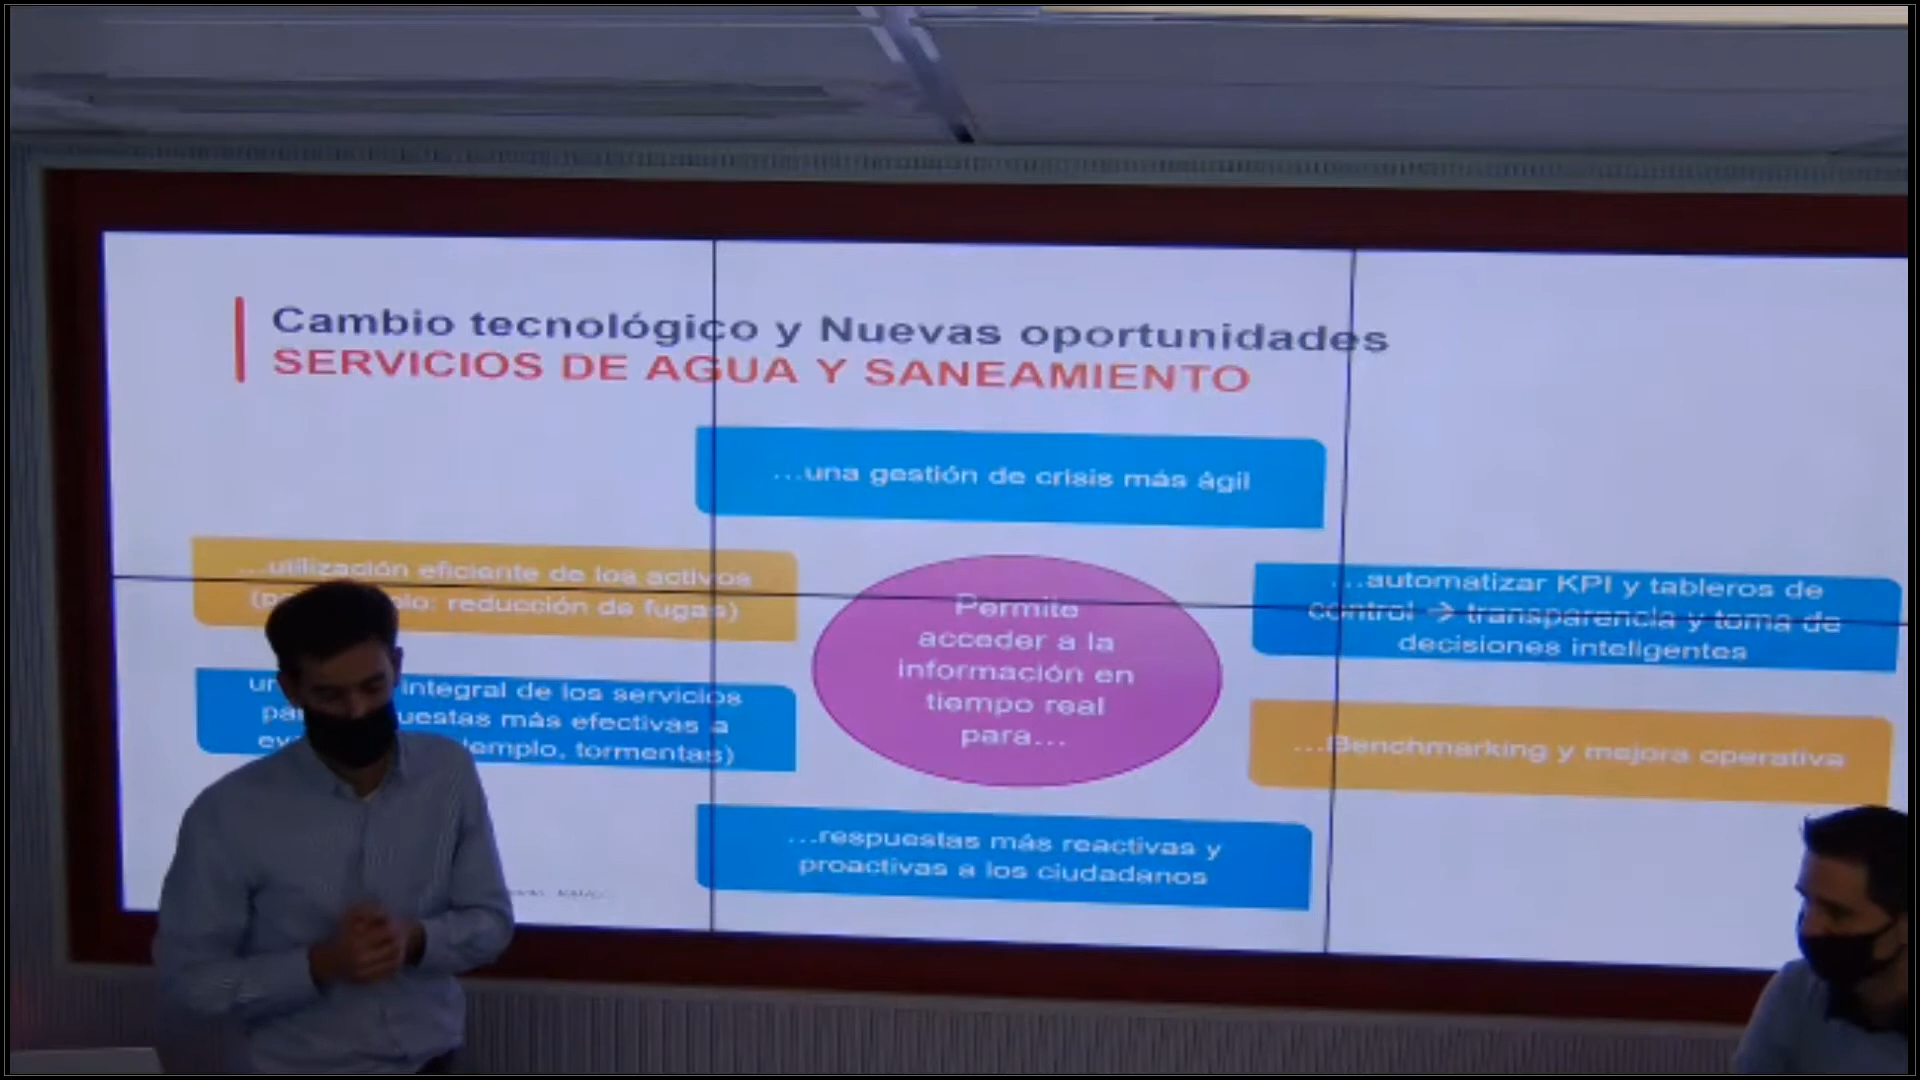 Cambio tecnológico y Nuevas oportunidades
SERVICIOS DE AGUA Y SANEAMIENTO
...una gestión de crisis más ágil
...utilización eficiente de los activos
reducción de fugas)
integral de los servicios
más efectivas a
tormentas)
Permite
acceder a la
información en
tiempo real
para...
...automatizar KPI y tableros de
control → transparencia y toma de
decisiones inteligentes
...Benchmarking y mejora operativa
...respuestas más reactivas y
proactivas a los ciudadanos